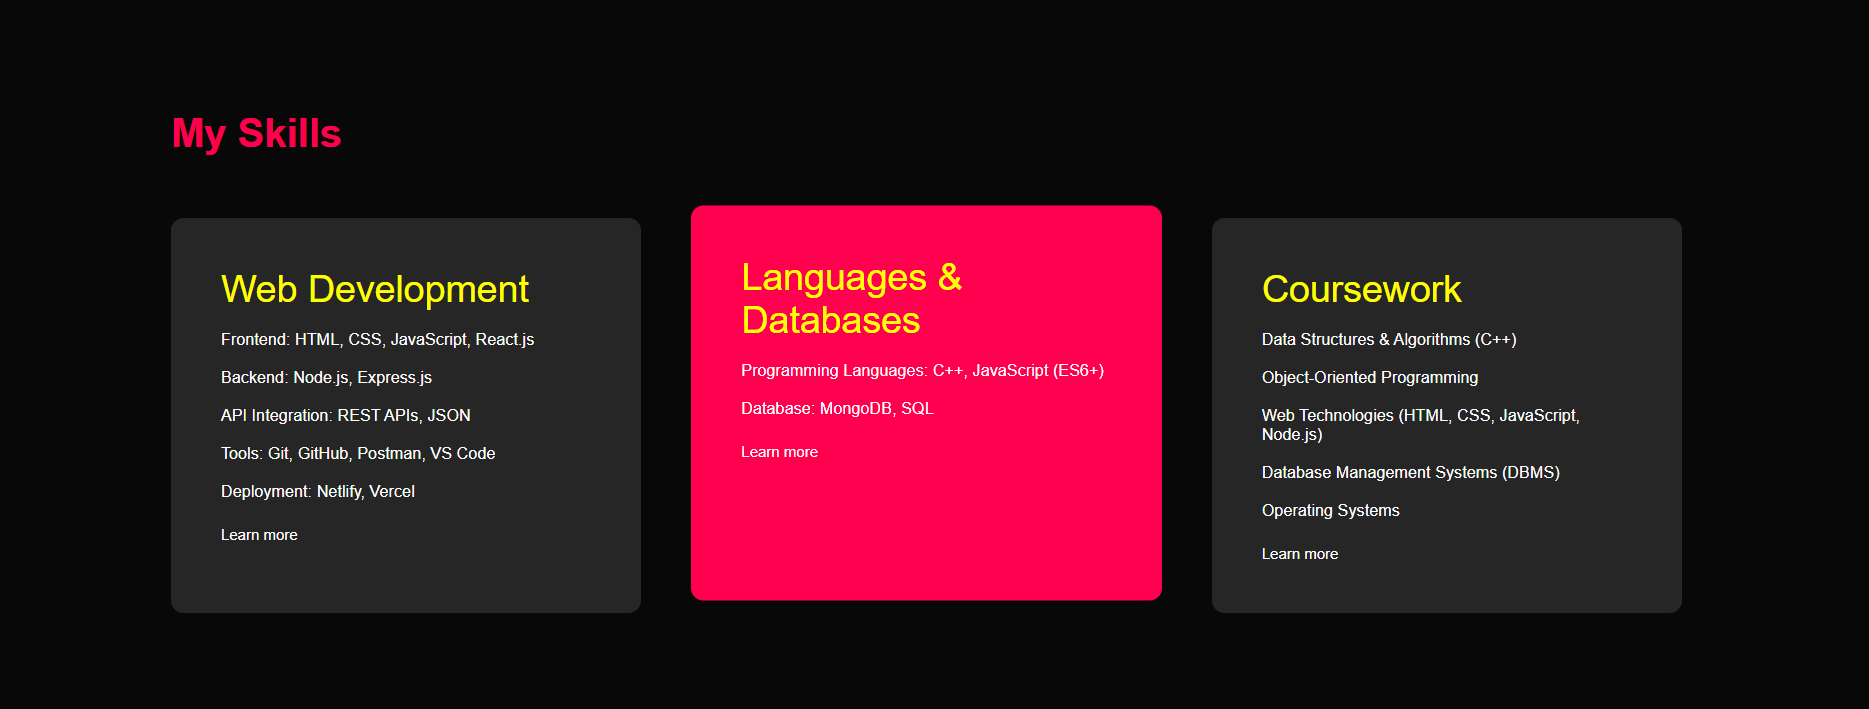 My Skills
Web Development
Frontend: HTML, CSS, JavaScript, React.js
Backend: Node.js, Express.js
API Integration: REST APIs, JSON
Tools: Git, GitHub, Postman, VS Code
Deployment: Netlify, Vercel
Learn more
Languages &
Databases
Programming Languages: C++, JavaScript (ES6+)
Database: MongoDB, SQL
Learn more
Coursework
Data Structures & Algorithms (C++)
Object-Oriented Programming
Web Technologies (HTML, CSS, JavaScript,
Node.js)
Database Management Systems (DBMS)
Operating Systems
Learn more